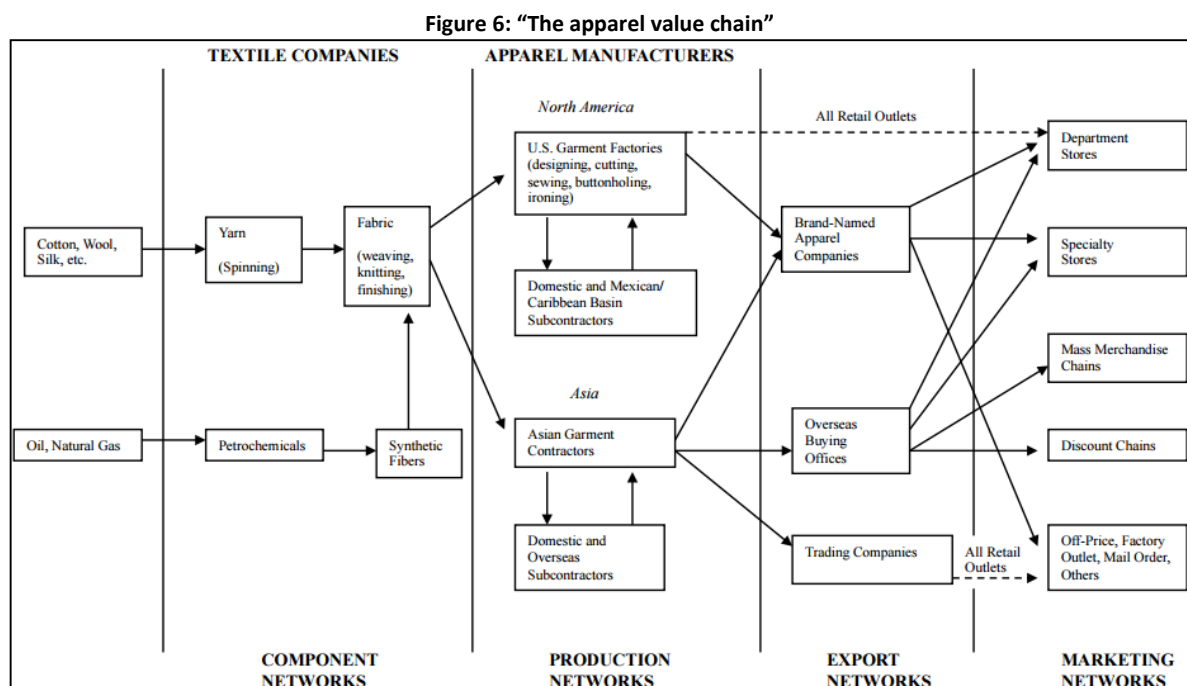 Figure 6: “The apparel value chain”
TEXTILE COMPANIES
APPAREL MANUFACTURERS
North America
All Retail Outlets
U.S. Garment Factories
(designing, cutting,
sewing, buttonholing,
ironing)
Department
Stores
Cotton, Wool,
Silk, etc.
Yarn
(Spinning)
Fabric
(weaving,
knitting,
finishing)
Brand-Named
Apparel
Companies
Specialty
Stores
Domestic and Mexican/
Caribbean Basin
Subcontractors
Mass Merchandise
Chains
Asia
Oil, Natural Gas
Petrochemicals
Synthetic
Fibers
Asian Garment
Contractors
Overseas
Buying
Offices
Discount Chains
Domestic and
Overseas
Subcontractors
Trading Companies
All Retail
Outlets
Off-Price, Factory
Outlet, Mail Order,
Others
COMPONENT
NETWORKS
PRODUCTION
NETWORKS
EXPORT
NETWORKS
MARKETING
NETWORKS